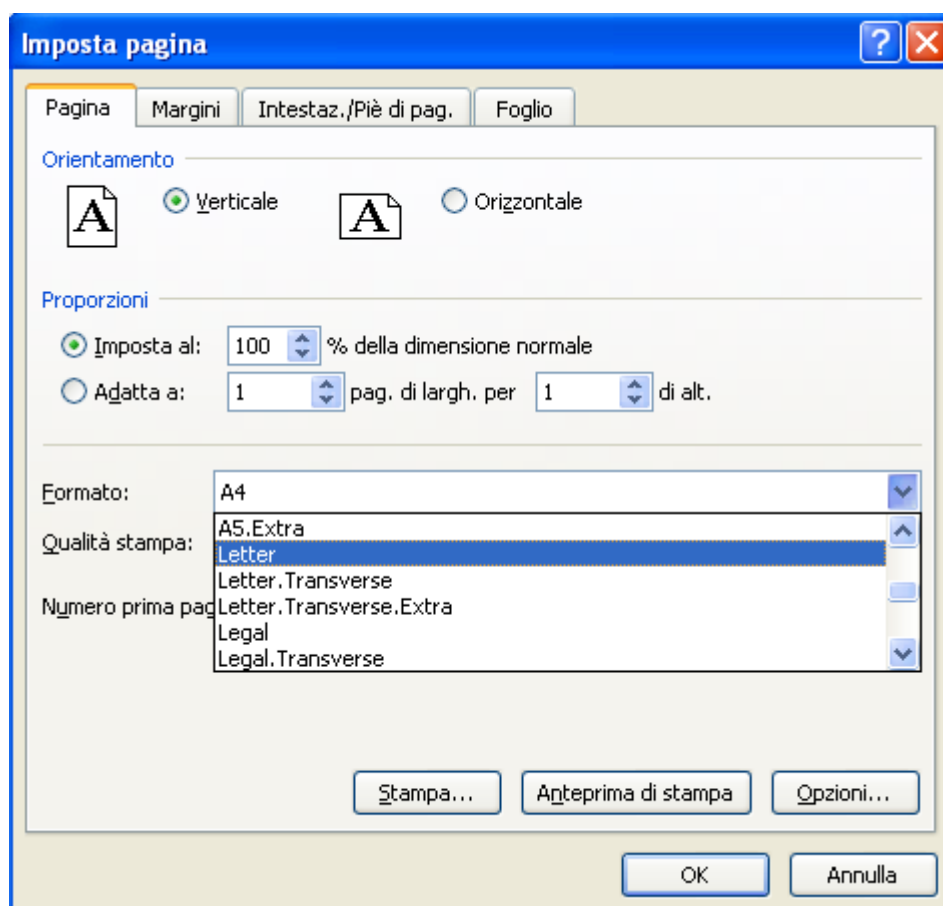 Imposta pagina
Pagina Margini Intestaz./Piè di pag. Foglio
Orientamento
A Verticale A Orizzontale
Proporzioni
Imposta al: 100 % della dimensione normale
Adatta a: 1 pag. di largh. per 1 di alt.
Formato: A4
A5.Extra
Qualità stampa:
Letter
Letter.Transverse
Numero prima pag
Letter.Transverse.Extra
Legal
Legal.Transverse
Stampa... Anteprima di stampa Opzioni...
OK Annulla